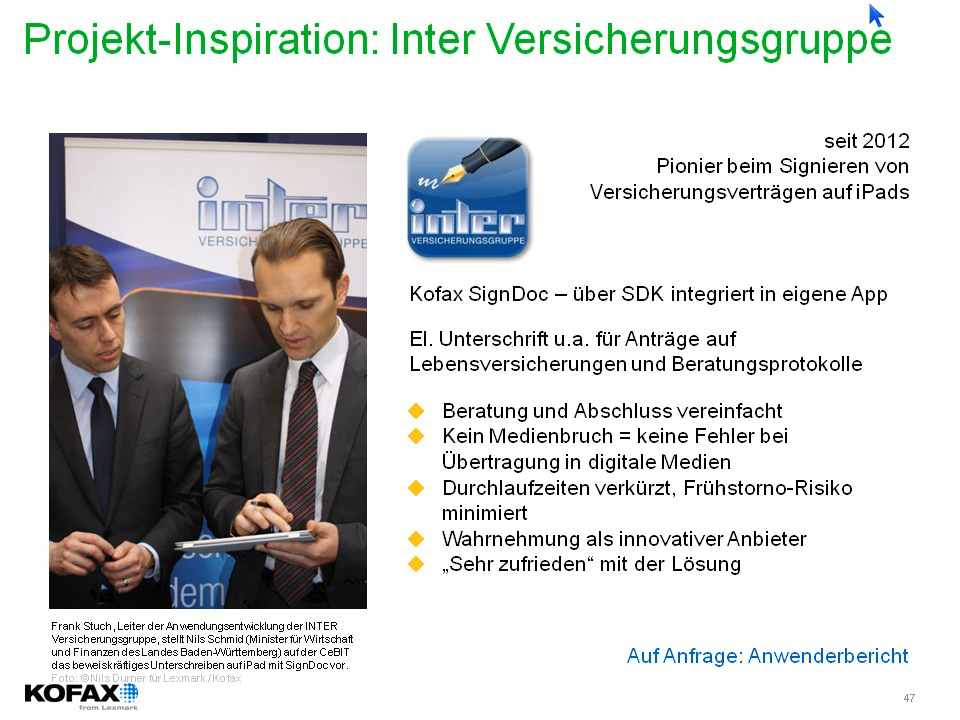 Projekt-Inspiration: Inter Versicherungsgruppe
inter
VERSICHERUNGSGRUPPE
inter
VERSICHERUNGSGRUPPE
seit 2012
Pionier beim Signieren von
Versicherungsverträgen auf iPads
Kofax SignDoc – über SDK integriert in eigene App
El. Unterschrift u.a. für Anträge auf
Lebensversicherungen und Beratungsprotokolle
Beratung und Abschluss vereinfacht
Kein Medienbruch = keine Fehler bei
Übertragung in digitale Medien
Durchlaufzeiten verkürzt, Frühstorno-Risiko
minimiert
Wahrnehmung als innovativer Anbieter
„Sehr zufrieden“ mit der Lösung
Frank Stuch, Leiter der Anwendungsentwicklung der INTER
Versicherungsgruppe, stellt Nils Schmid (Minister für Wirtschaft
und Finanzen des Landes Baden-Württemberg) auf der CeBIT
das beweiskräftiges Unterschreiben auf iPad mit SignDoc vor.
Foto: ©Nils Durner für Lexmark / Kofax
Auf Anfrage: Anwenderbericht
KOFAX
from Lexmark
47